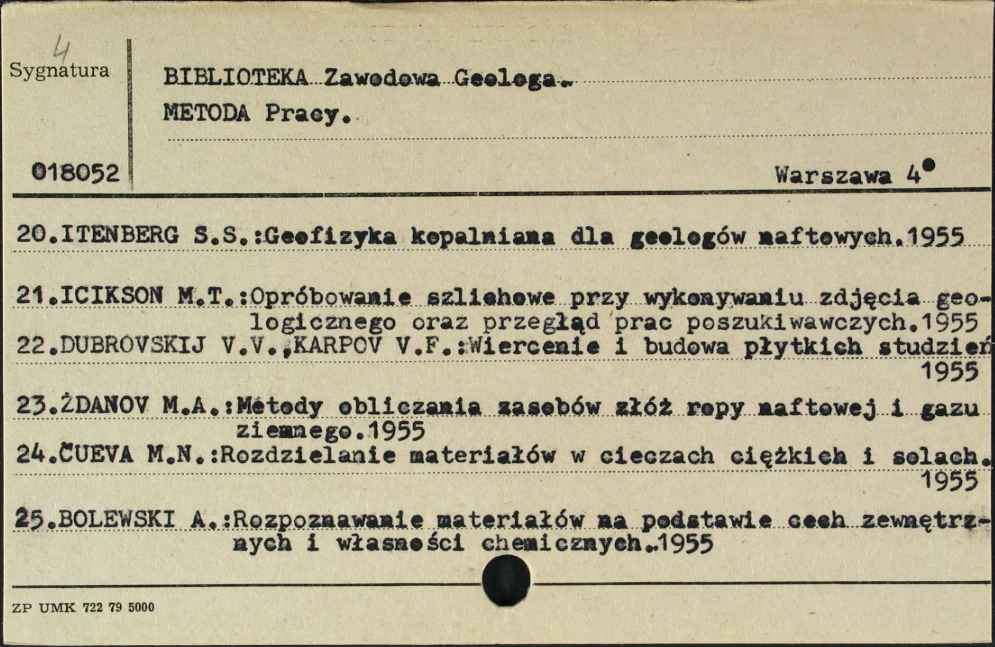 4
Sygnatura
BIBLIOTEKA Zawodowa Geologa.
METODA Pracy.
018052
Warszawa 4°
20.ITENBERG S.S.:Geofizyka kopalniana dla geologów naftowych.1955
21.ICIKSON M.T.:Opróbowanie szlichowe przy wykonywaniu zdjęcia geo-
logicznego oraz przegłąd prac poszukiwawczych.1955
22.DUBROVSKIJ V.V.,KARPOV V.F.:Wiercenie i budowa płytkich studzień
1955
23.ŽDANOV M.A.:Metody obliczania zasobów złóż ropy naftowej i gazu
ziemnego.1955
24.ČUEVA M.N.:Rozdzielanie materiałów w cieczach ciężkich i solach.
1955
25.BOLEWSKI A.:Rozpoznawanie materiałów na podstawie cech zewnętrz-
nych i własności chemicznych.1955
ZP UMK 722 79 5000